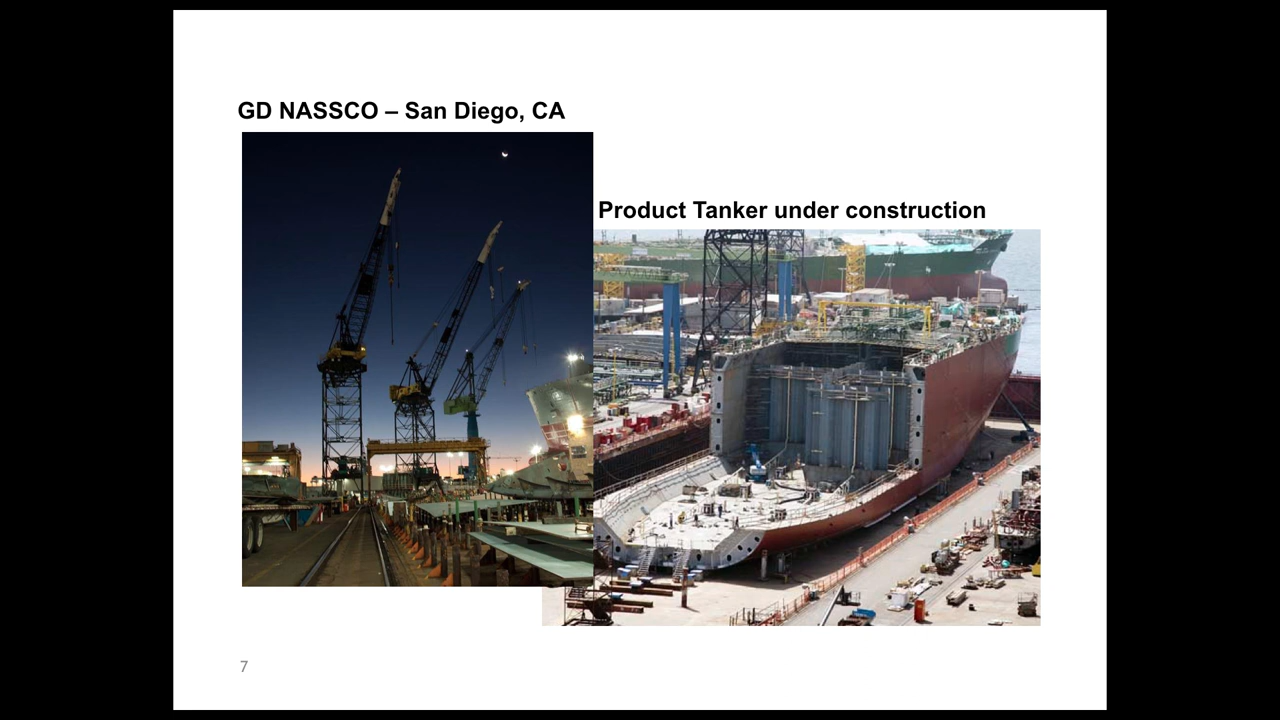 GD NASSCO – San Diego, CA
Product Tanker under construction
7